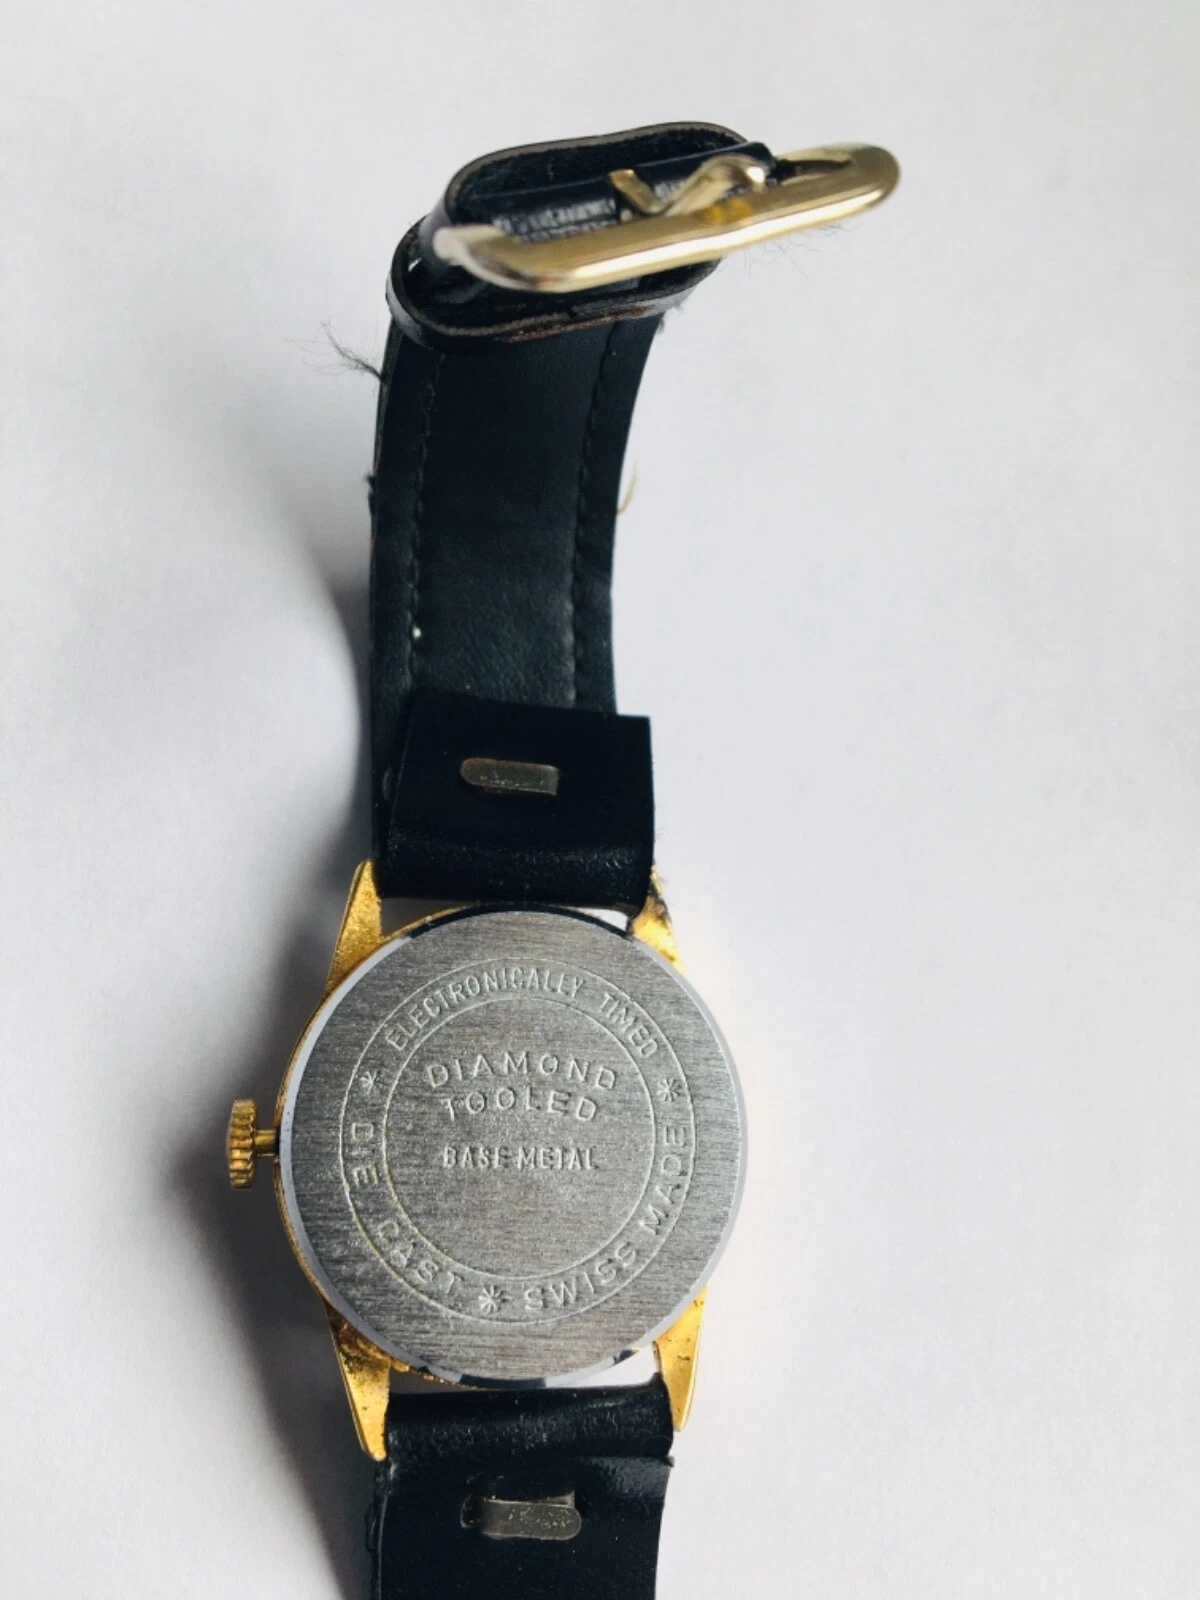 ELECTRONICALLY TIMED
DIAMOND
TOOLED
BASE METAL
DIE CAST * SWISS MADE *